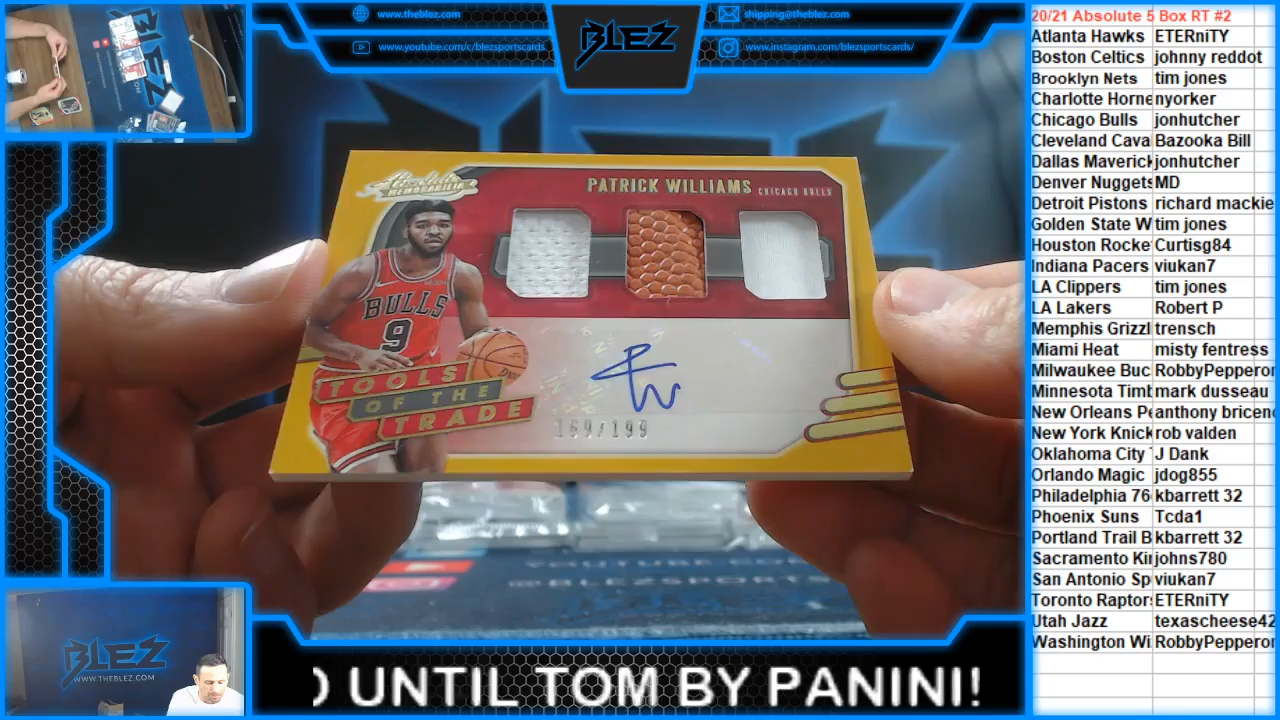 www.theblez.com
www.youtube.com/c/blezsportscards
BLEZ
shipping@theblez.com
www.instagram.com/blezsportscards/
Absolute
MEMORABILIA
PATRICK WILLIAMS CHICAGO BULLS
BULLS
9
TOOLS
OF THE
TRADE
169/199
YOUTUBE.COM/
@BLEZSPORTS
BLEZ
WWW.THEBLEZ.COM
UNTIL TOM BY PANINI!
20/21 Absolute 5 Box RT #2
Atlanta Hawks ETERniTY
Boston Celtics johnny reddot
Brooklyn Nets tim jones
Charlotte Horne nyorker
Chicago Bulls jonhutcher
Cleveland Cava Bazooka Bill
Dallas Maverick jonhutcher
Denver Nuggets MD
Detroit Pistons richard mackie
Golden State W tim jones
Houston Rocke Curtisg84
Indiana Pacers viukan7
LA Clippers tim jones
LA Lakers Robert P
Memphis Grizzl trensch
Miami Heat misty fentress
Milwaukee Buc RobbyPepperon
Minnesota Timb mark dusseau
New Orleans Pe anthony briceno
New York Knick rob valden
Oklahoma City J Dank
Orlando Magic jdog855
Philadelphia 76 kbarrett 32
Phoenix Suns Tcda1
Portland Trail B kbarrett 32
Sacramento Ki johns780
San Antonio Sp viukan7
Toronto Raptors ETERniTY
Utah Jazz texascheese42
Washington Wi RobbyPepperon